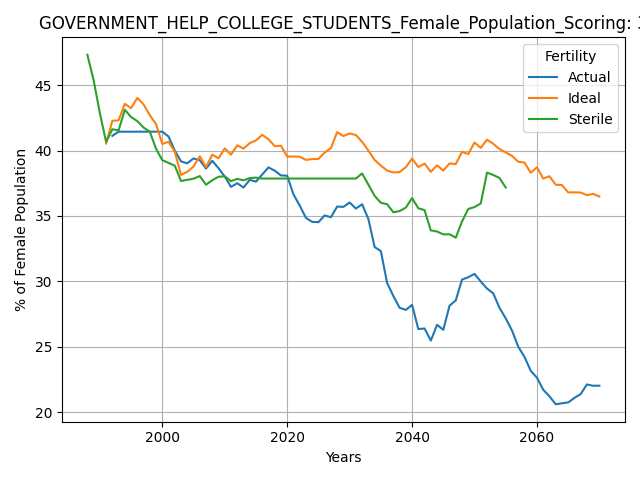 GOVERNMENT_HELP_COLLEGE_STUDENTS_Female_Population_Scoring:
Fertility
Actual
Ideal
Sterile
% of Female Population
45
40
35
30
25
20
2000
2020
2040
2060
Years